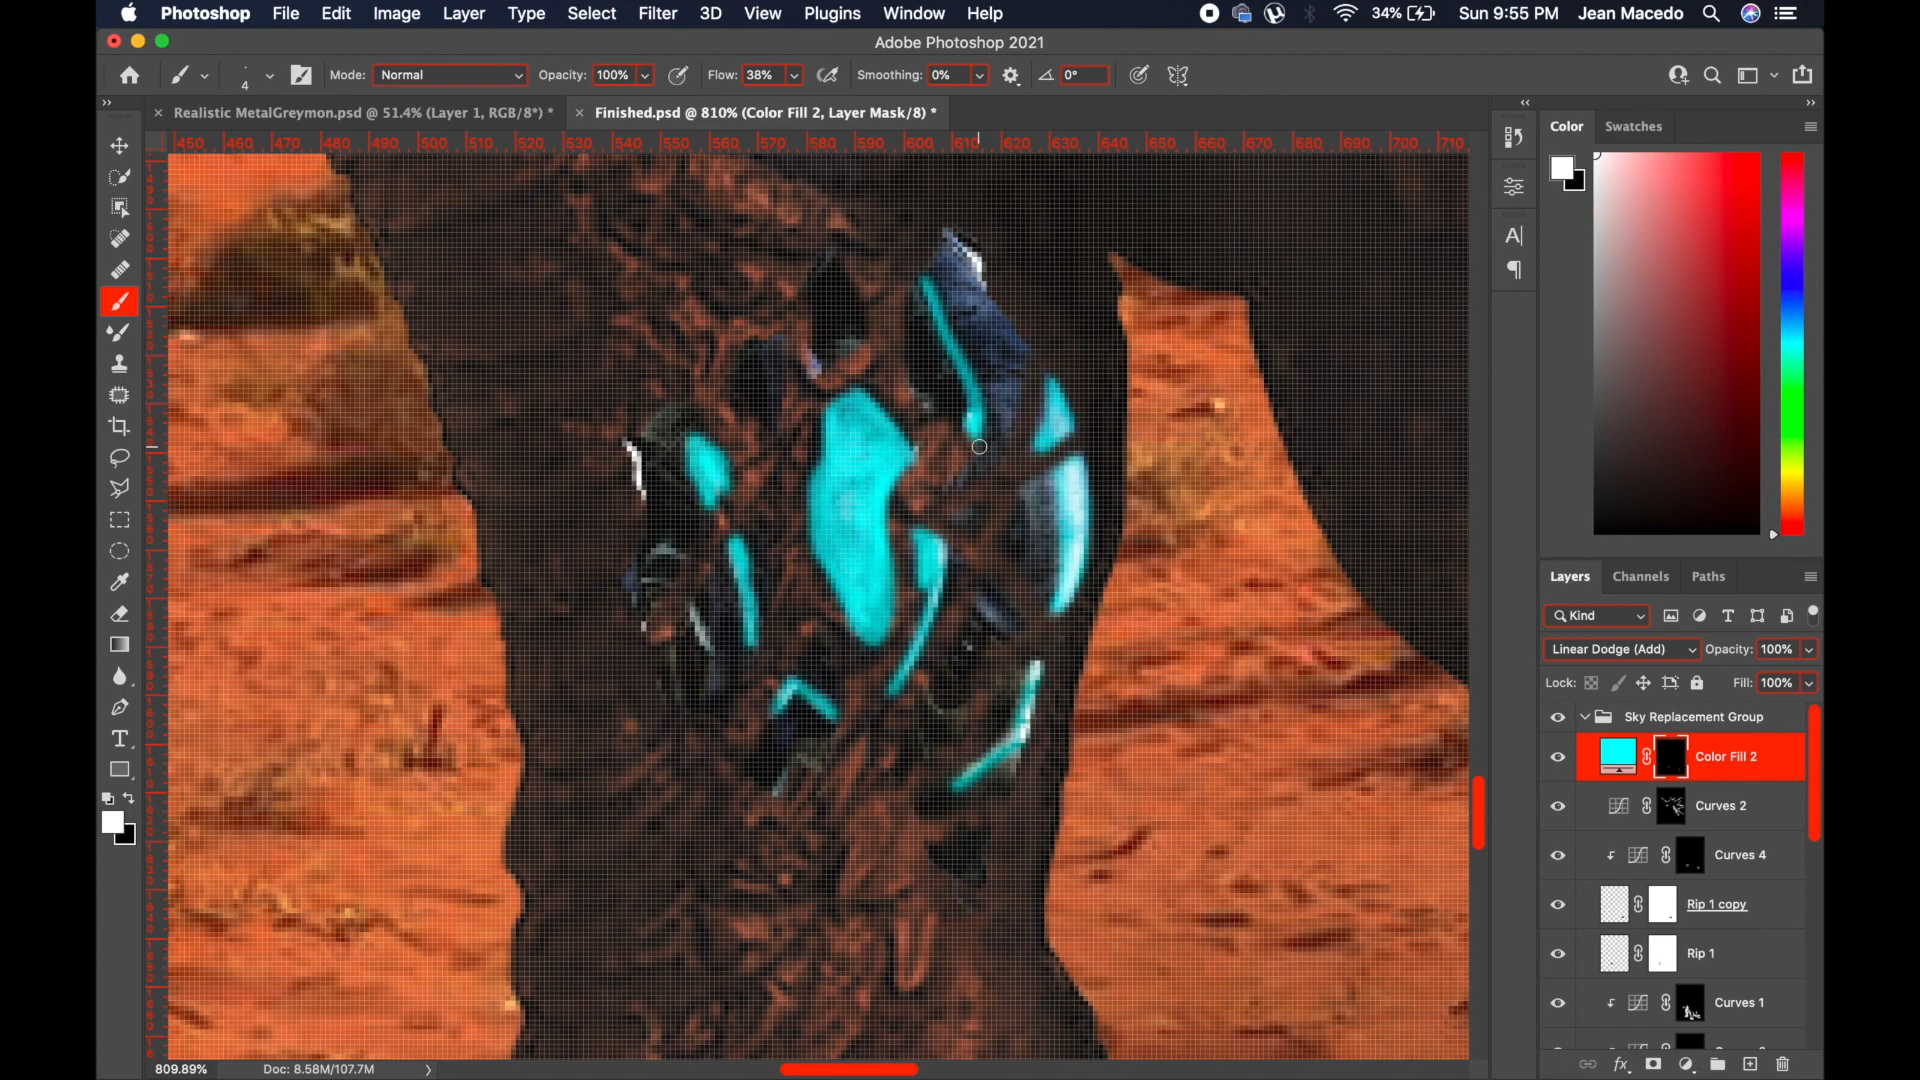 Photoshop File Edit Image Layer Type Select Filter 3D View Plugins Window Help 34% Sun 9:55 PM Jean Macedo
Adobe Photoshop 2021
4 Mode: Normal Opacity: 100% Flow: 38% Smoothing: 0% 0°
Realistic MetalGreymon.psd @ 51.4% (Layer 1, RGB/8*) * Finished.psd @ 810% (Color Fill 2, Layer Mask/8) *
450 460 470 480 490 500 510 520 530 540 550 560 570 580 590 600 610 620 630 640 650 660 670 680 690 700 710
Color Swatches
Layers Channels Paths
Kind
Linear Dodge (Add) Opacity: 100%
Lock: Fill: 100%
Sky Replacement Group
Color Fill 2
Curves 2
Curves 4
Rip 1 copy
Rip 1
Curves 1
809.89% Doc: 8.58M/107.7M